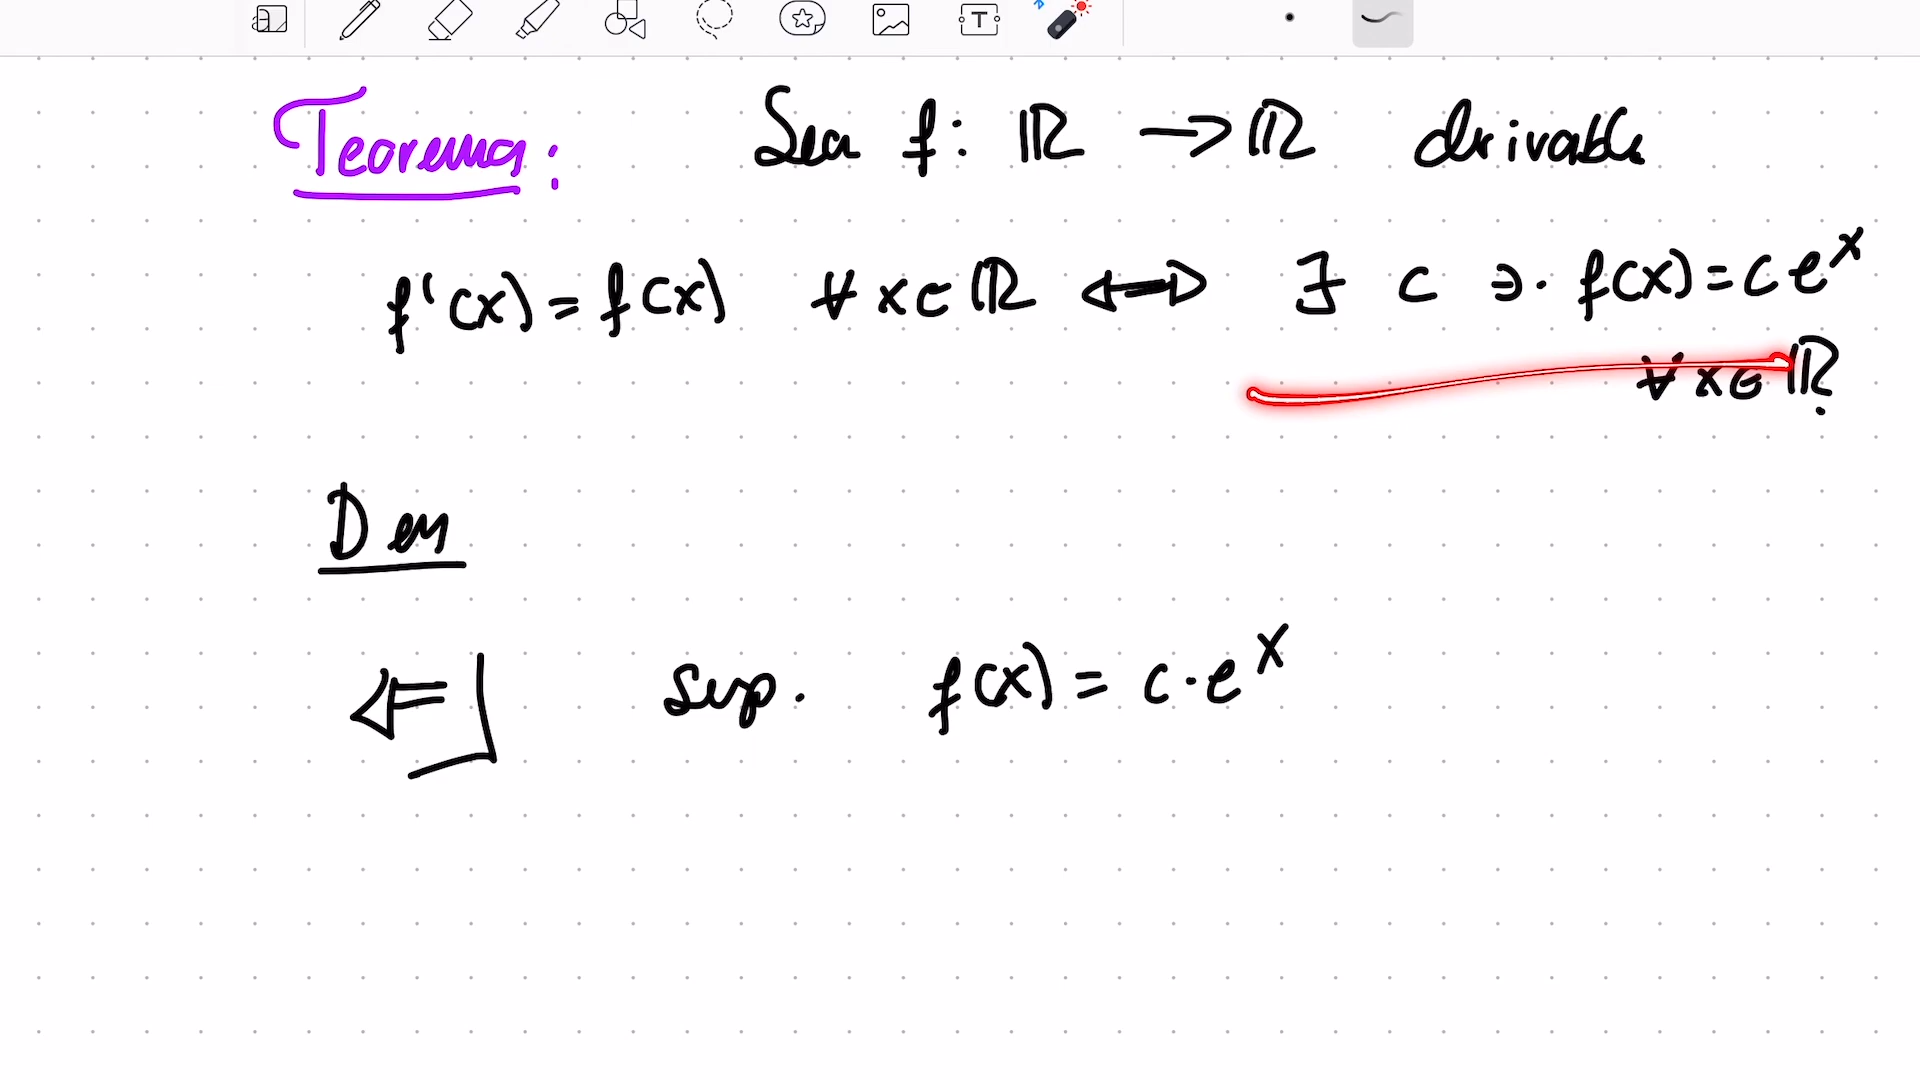 Teorema: Sea f: ℝ → ℝ derivable
f'(x) = f(x) ∀ x ∈ ℝ ⟺ ∃ c ∋· f(x) = c e^x
∀ x ∈ ℝ.
Dem
⇐] sup. f(x) = c · e^x